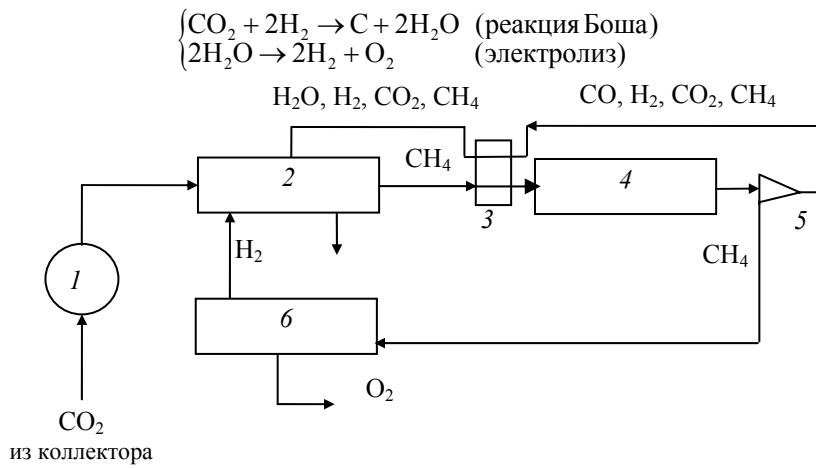 CO₂ + 2H₂ → C + 2H₂O (реакция Боша)
2H₂O → 2H₂ + O₂ (электролиз)
H₂O, H₂, CO₂, CH₄
CO, H₂, CO₂, CH₄
CH₄
2
4
3
5
H₂
CH₄
1
6
O₂
CO₂
из коллектора